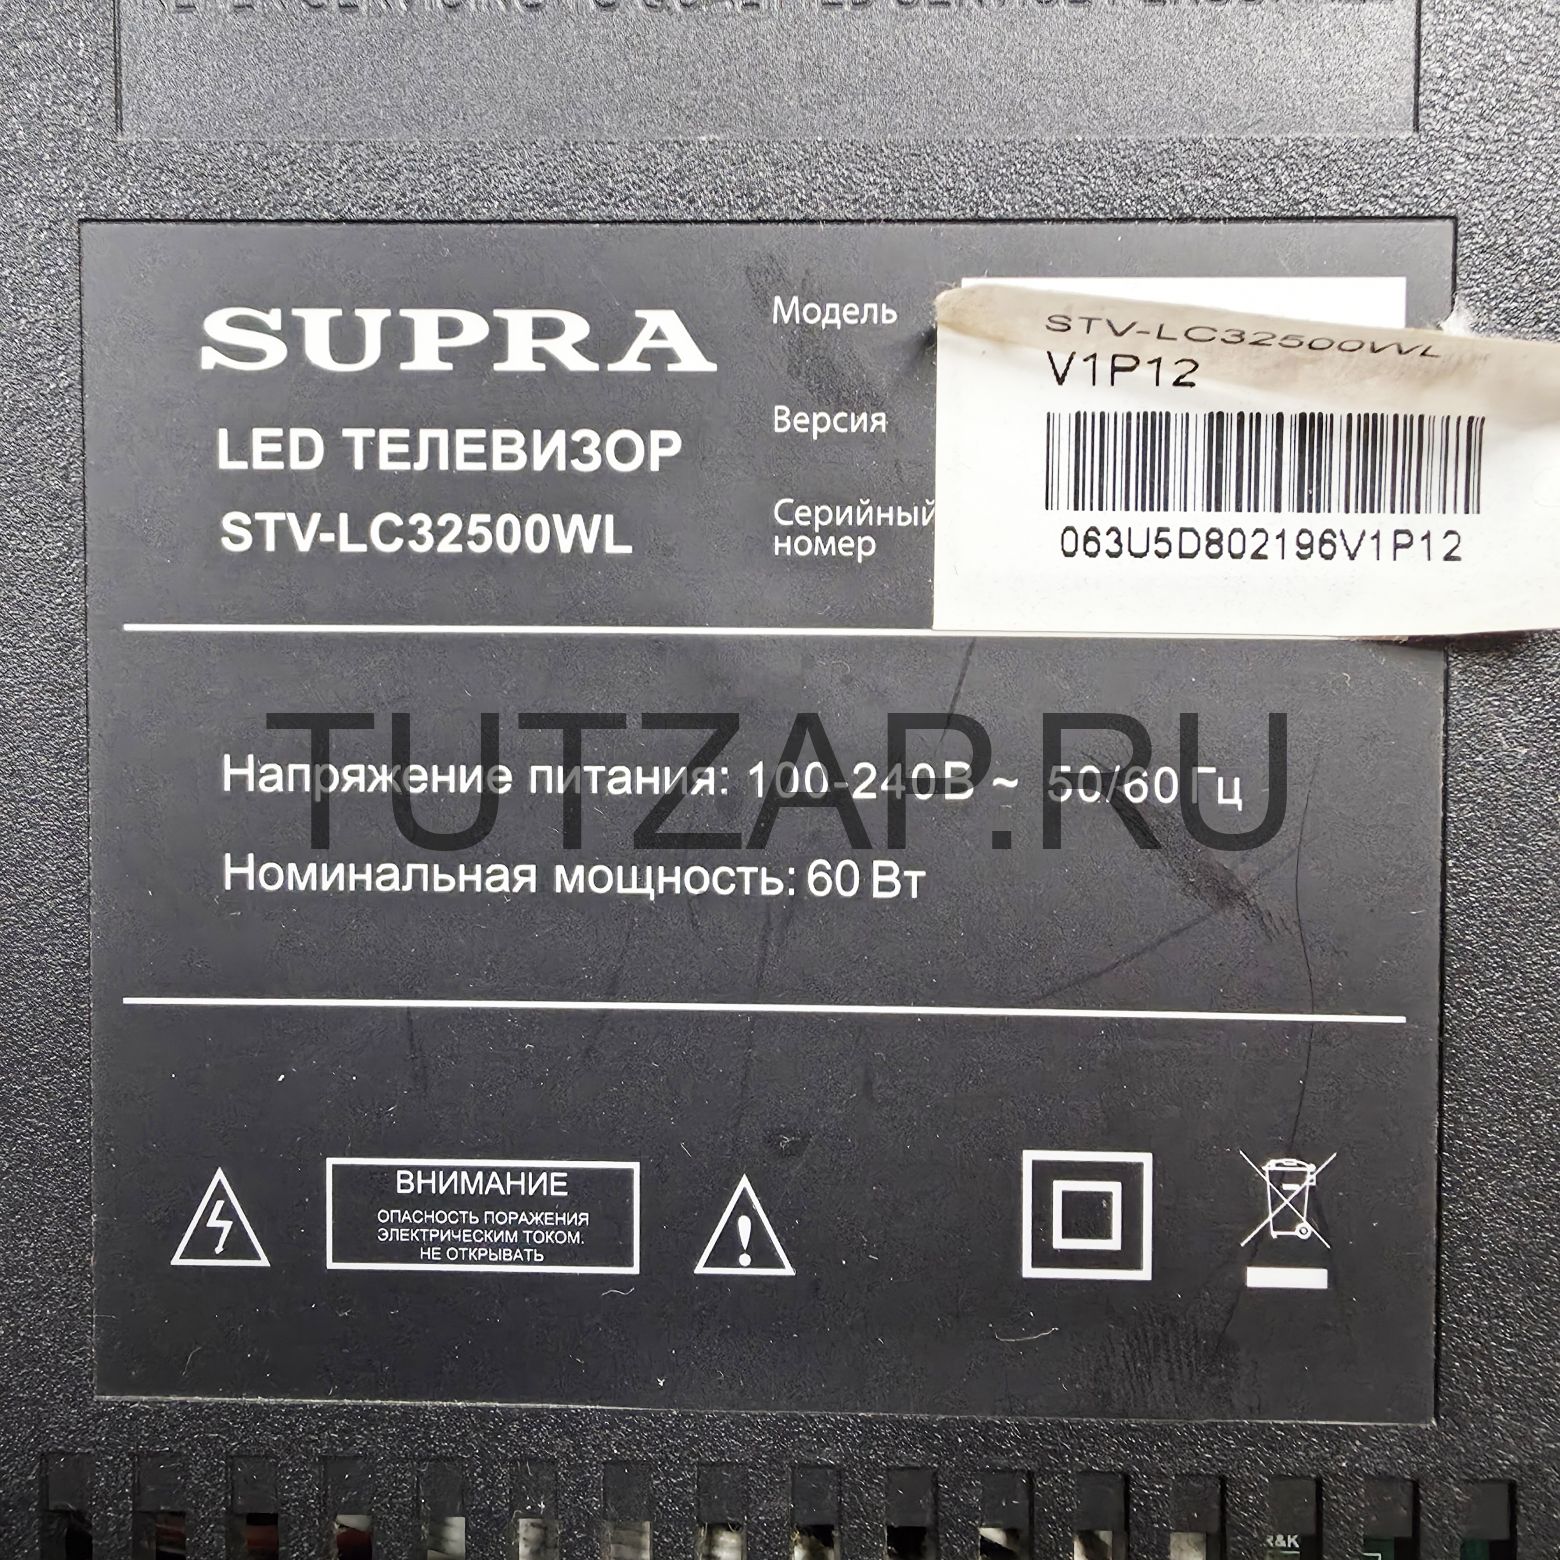 SUPRA
LED ТЕЛЕВИЗОР
STV-LC32500WL
Модель
Версия
Серийный
номер
STV-LC32500WL
V1P12
063U5D802196V1P12
Напряжение питания: 100-240В ~ 50/60 Гц
TUTZAP.RU
Номинальная мощность: 60 Вт
ВНИМАНИЕ
ОПАСНОСТЬ ПОРАЖЕНИЯ
ЭЛЕКТРИЧЕСКИМ ТОКОМ.
НЕ ОТКРЫВАТЬ
R&K